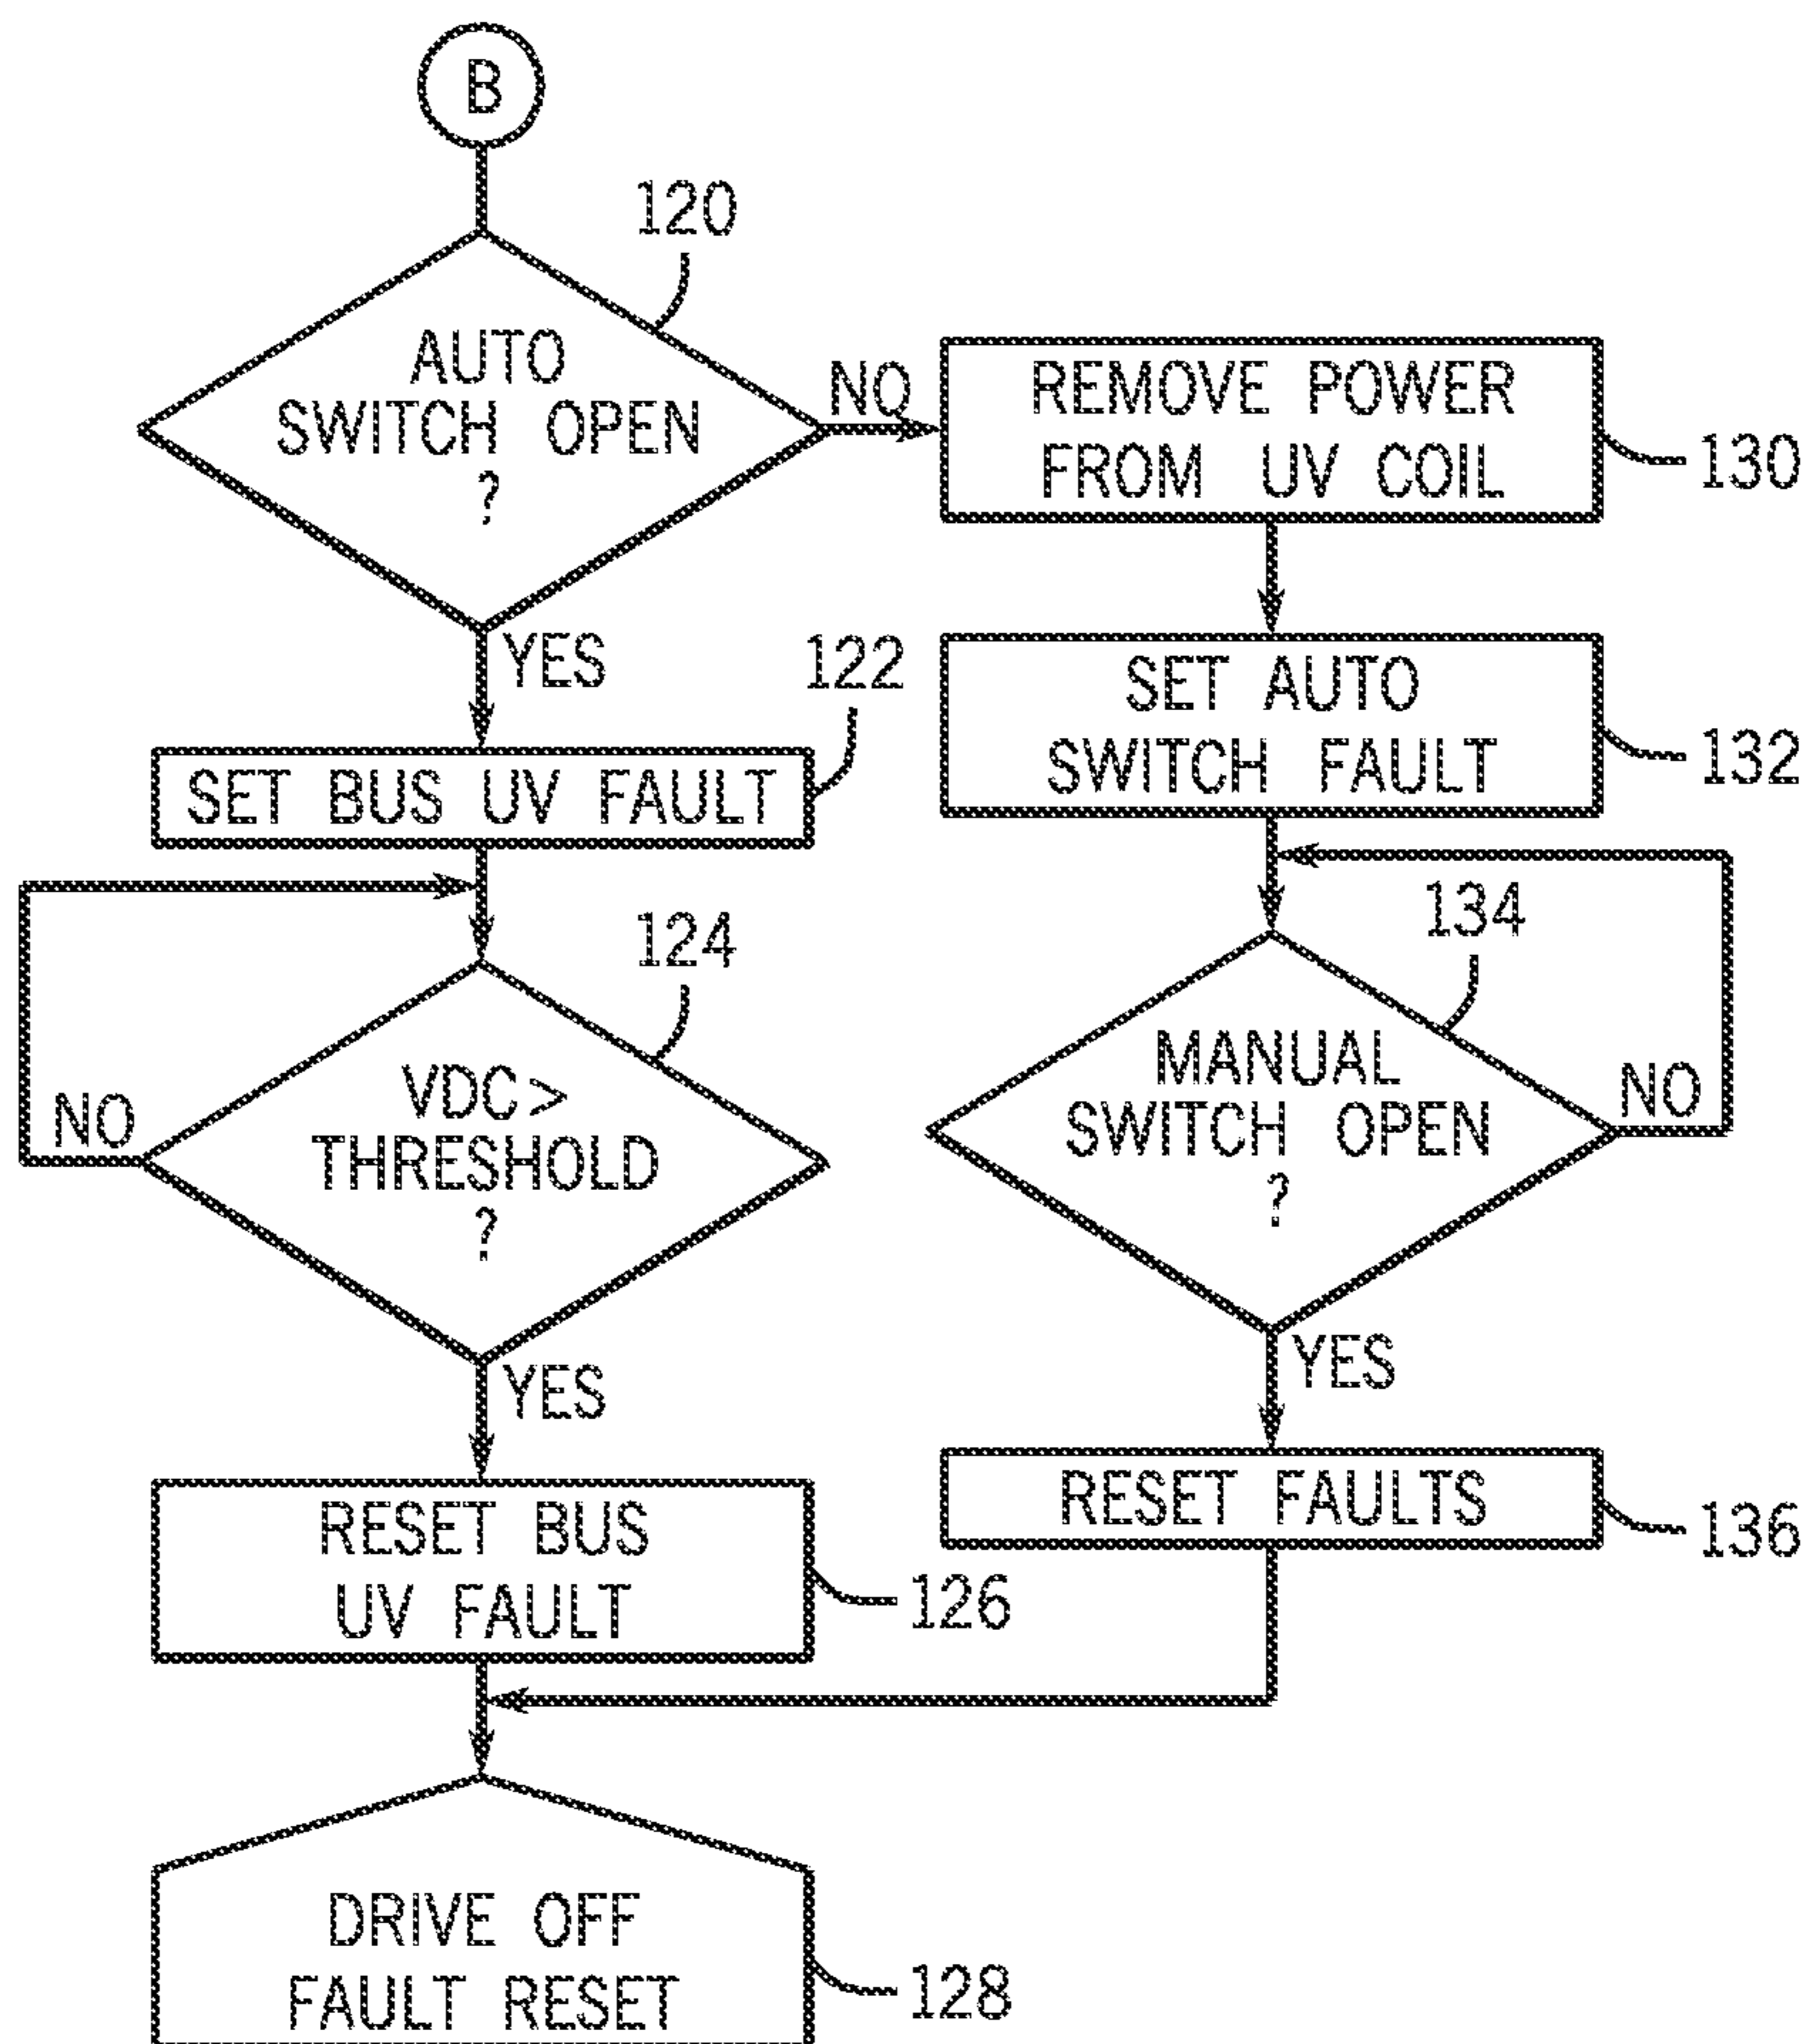 B
120
AUTO
SWITCH OPEN
?
NO
REMOVE POWER
FROM UV COIL
130
YES
122
SET BUS UV FAULT
SET AUTO
SWITCH FAULT
132
124
VDC >
THRESHOLD
?
NO
134
MANUAL
SWITCH OPEN
?
NO
YES
RESET BUS
UV FAULT
126
YES
RESET FAULTS
136
DRIVE OFF
FAULT RESET
128